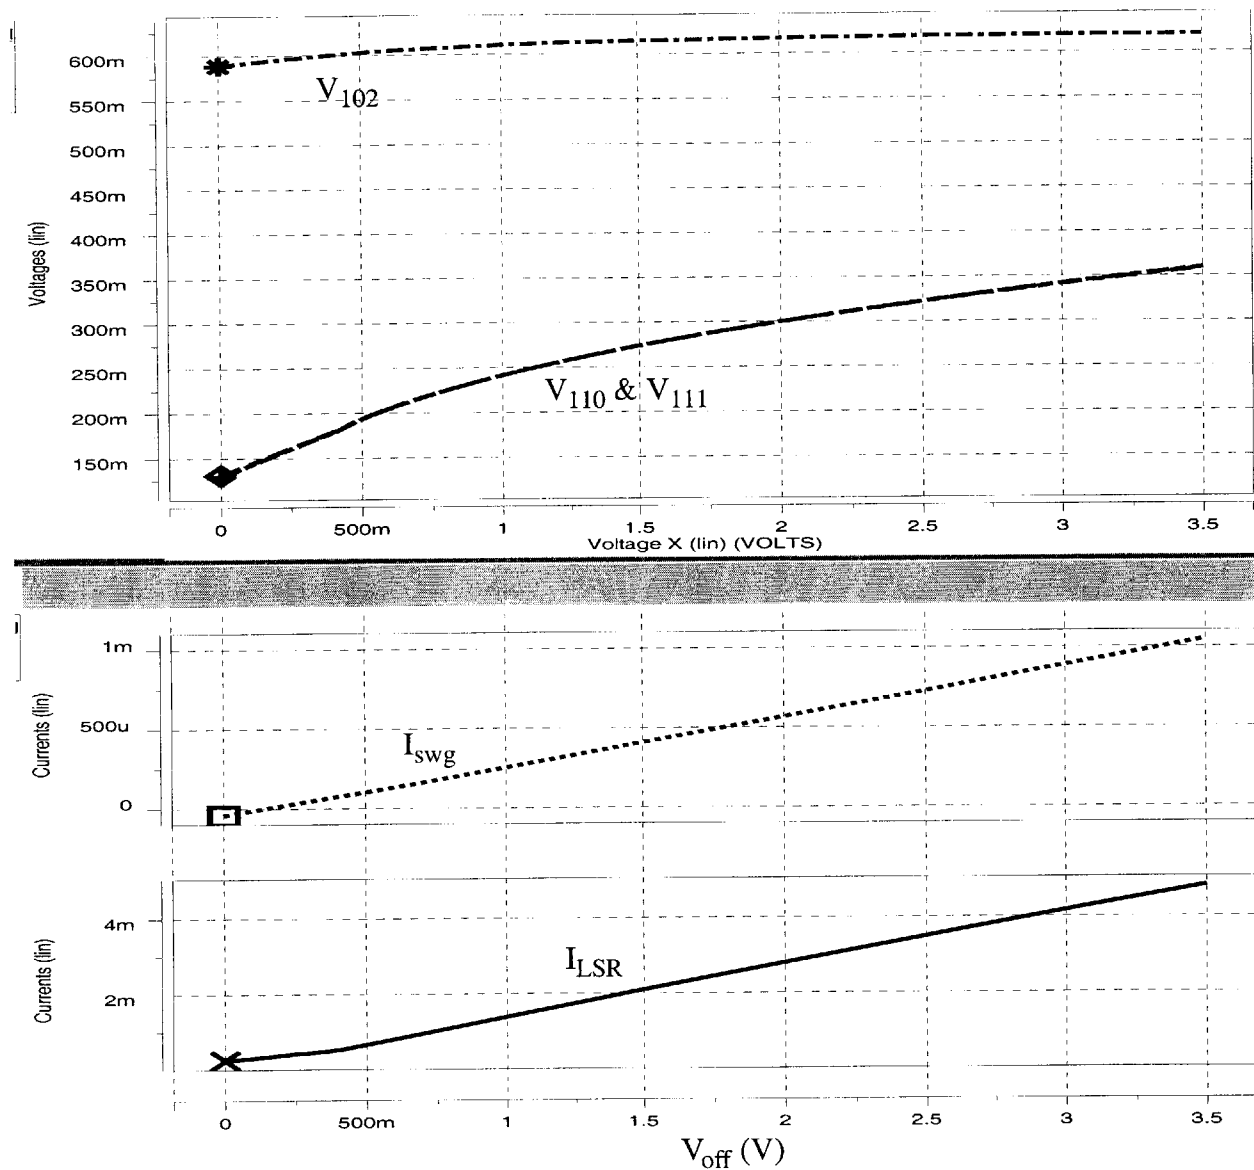 600m
V102
550m
500m
450m
400m
Voltages (lin)
350m
300m
250m
V110 & V111
200m
150m
0 500m 1 1.5 2 2.5 3 3.5
Voltage X (lin) (VOLTS)
1m
Currents (lin)
500u
Iswg
0
4m
Currents (lin)
ILSR
2m
0 500m 1 1.5 2 2.5 3 3.5
Voff (V)